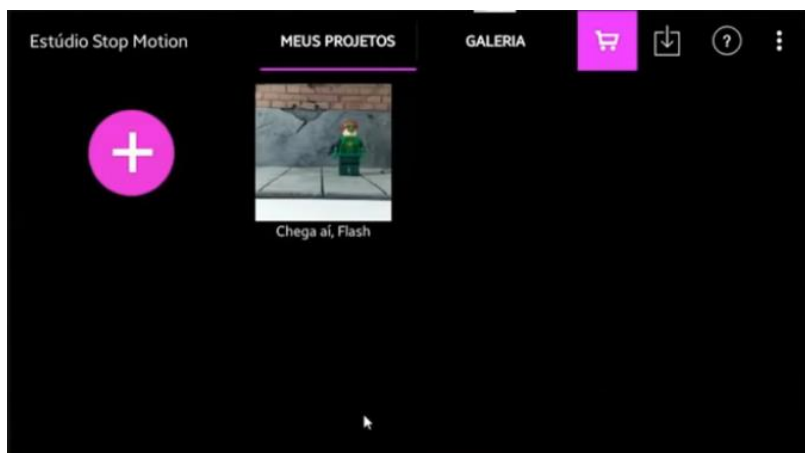 Estúdio Stop Motion
MEUS PROJETOS
GALERIA
?
Chega aí, Flash